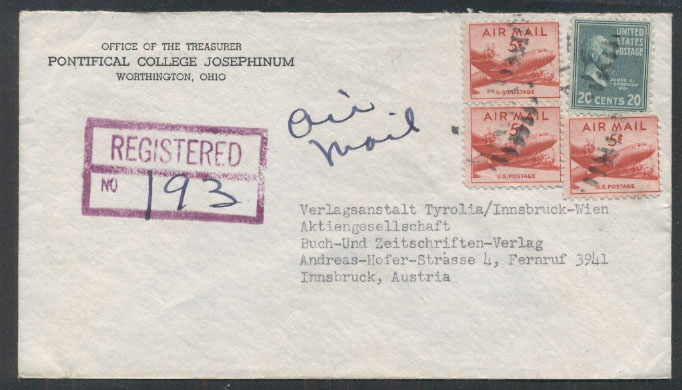 OFFICE OF THE TREASURER
PONTIFICAL COLLEGE JOSEPHINUM
WORTHINGTON, OHIO
AIR MAIL
5¢
U.S. POSTAGE
UNITED
STATES
POSTAGE
20 CENTS 20
Air
Mail
AIR MAIL
5¢
U.S. POSTAGE
AIR MAIL
5¢
U.S. POSTAGE
REGISTERED
NO 193
Verlagsanstalt Tyrolia/Innsbruck-Wien
Aktiengesellschaft
Buch-Und Zeitschriften-Verlag
Andreas-Hofer-Strasse 4, Fernruf 3941
Innsbruck, Austria